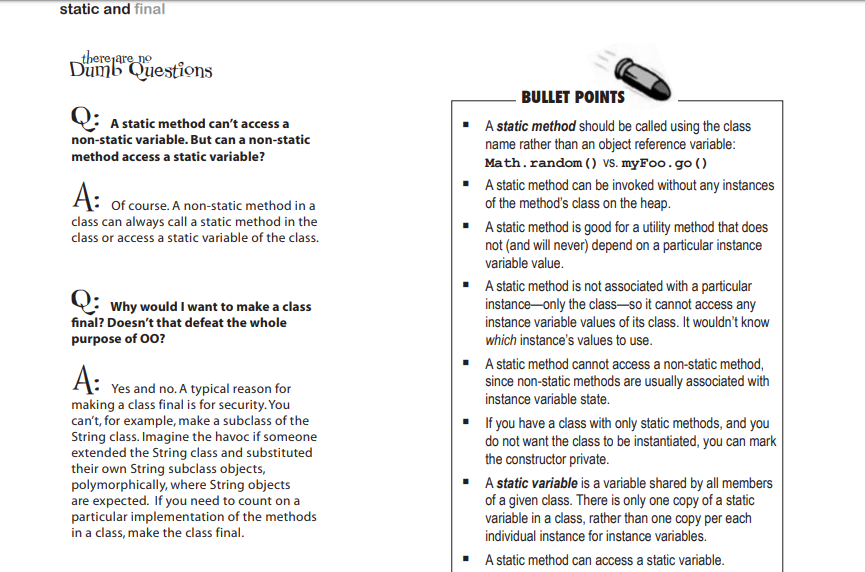 static and final
there are no
Dumb Questions
Q: A static method can’t access a
non-static variable. But can a non-static
method access a static variable?
A: Of course. A non-static method in a
class can always call a static method in the
class or access a static variable of the class.
Q: Why would I want to make a class
final? Doesn’t that defeat the whole
purpose of OO?
A: Yes and no. A typical reason for
making a class final is for security. You
can’t, for example, make a subclass of the
String class. Imagine the havoc if someone
extended the String class and substituted
their own String subclass objects,
polymorphically, where String objects
are expected. If you need to count on a
particular implementation of the methods
in a class, make the class final.
BULLET POINTS
▪ A static method should be called using the class
name rather than an object reference variable:
Math.random() vs. myFoo.go()
▪ A static method can be invoked without any instances
of the method’s class on the heap.
▪ A static method is good for a utility method that does
not (and will never) depend on a particular instance
variable value.
▪ A static method is not associated with a particular
instance—only the class—so it cannot access any
instance variable values of its class. It wouldn’t know
which instance’s values to use.
▪ A static method cannot access a non-static method,
since non-static methods are usually associated with
instance variable state.
▪ If you have a class with only static methods, and you
do not want the class to be instantiated, you can mark
the constructor private.
▪ A static variable is a variable shared by all members
of a given class. There is only one copy of a static
variable in a class, rather than one copy per each
individual instance for instance variables.
▪ A static method can access a static variable.